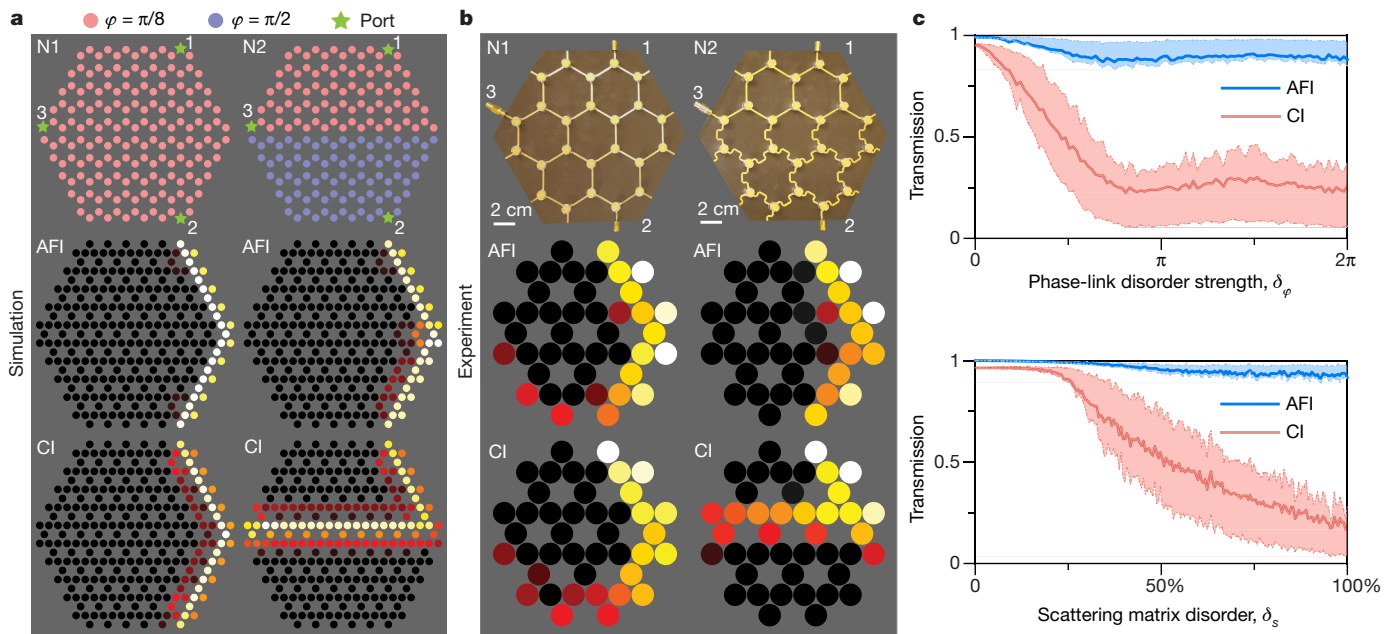 a
φ = π/8
φ = π/2
Port
N1
1
3
2
N2
1
3
2
Simulation
AFI
AFI
CI
CI
b
N1
1
3
2 cm
2
N2
1
3
2 cm
2
Experiment
AFI
AFI
CI
CI
c
Transmission
1
0.5
0
AFI
CI
0
π
2π
Phase-link disorder strength, δφ
Transmission
1
0.5
0
AFI
CI
0
50%
100%
Scattering matrix disorder, δs